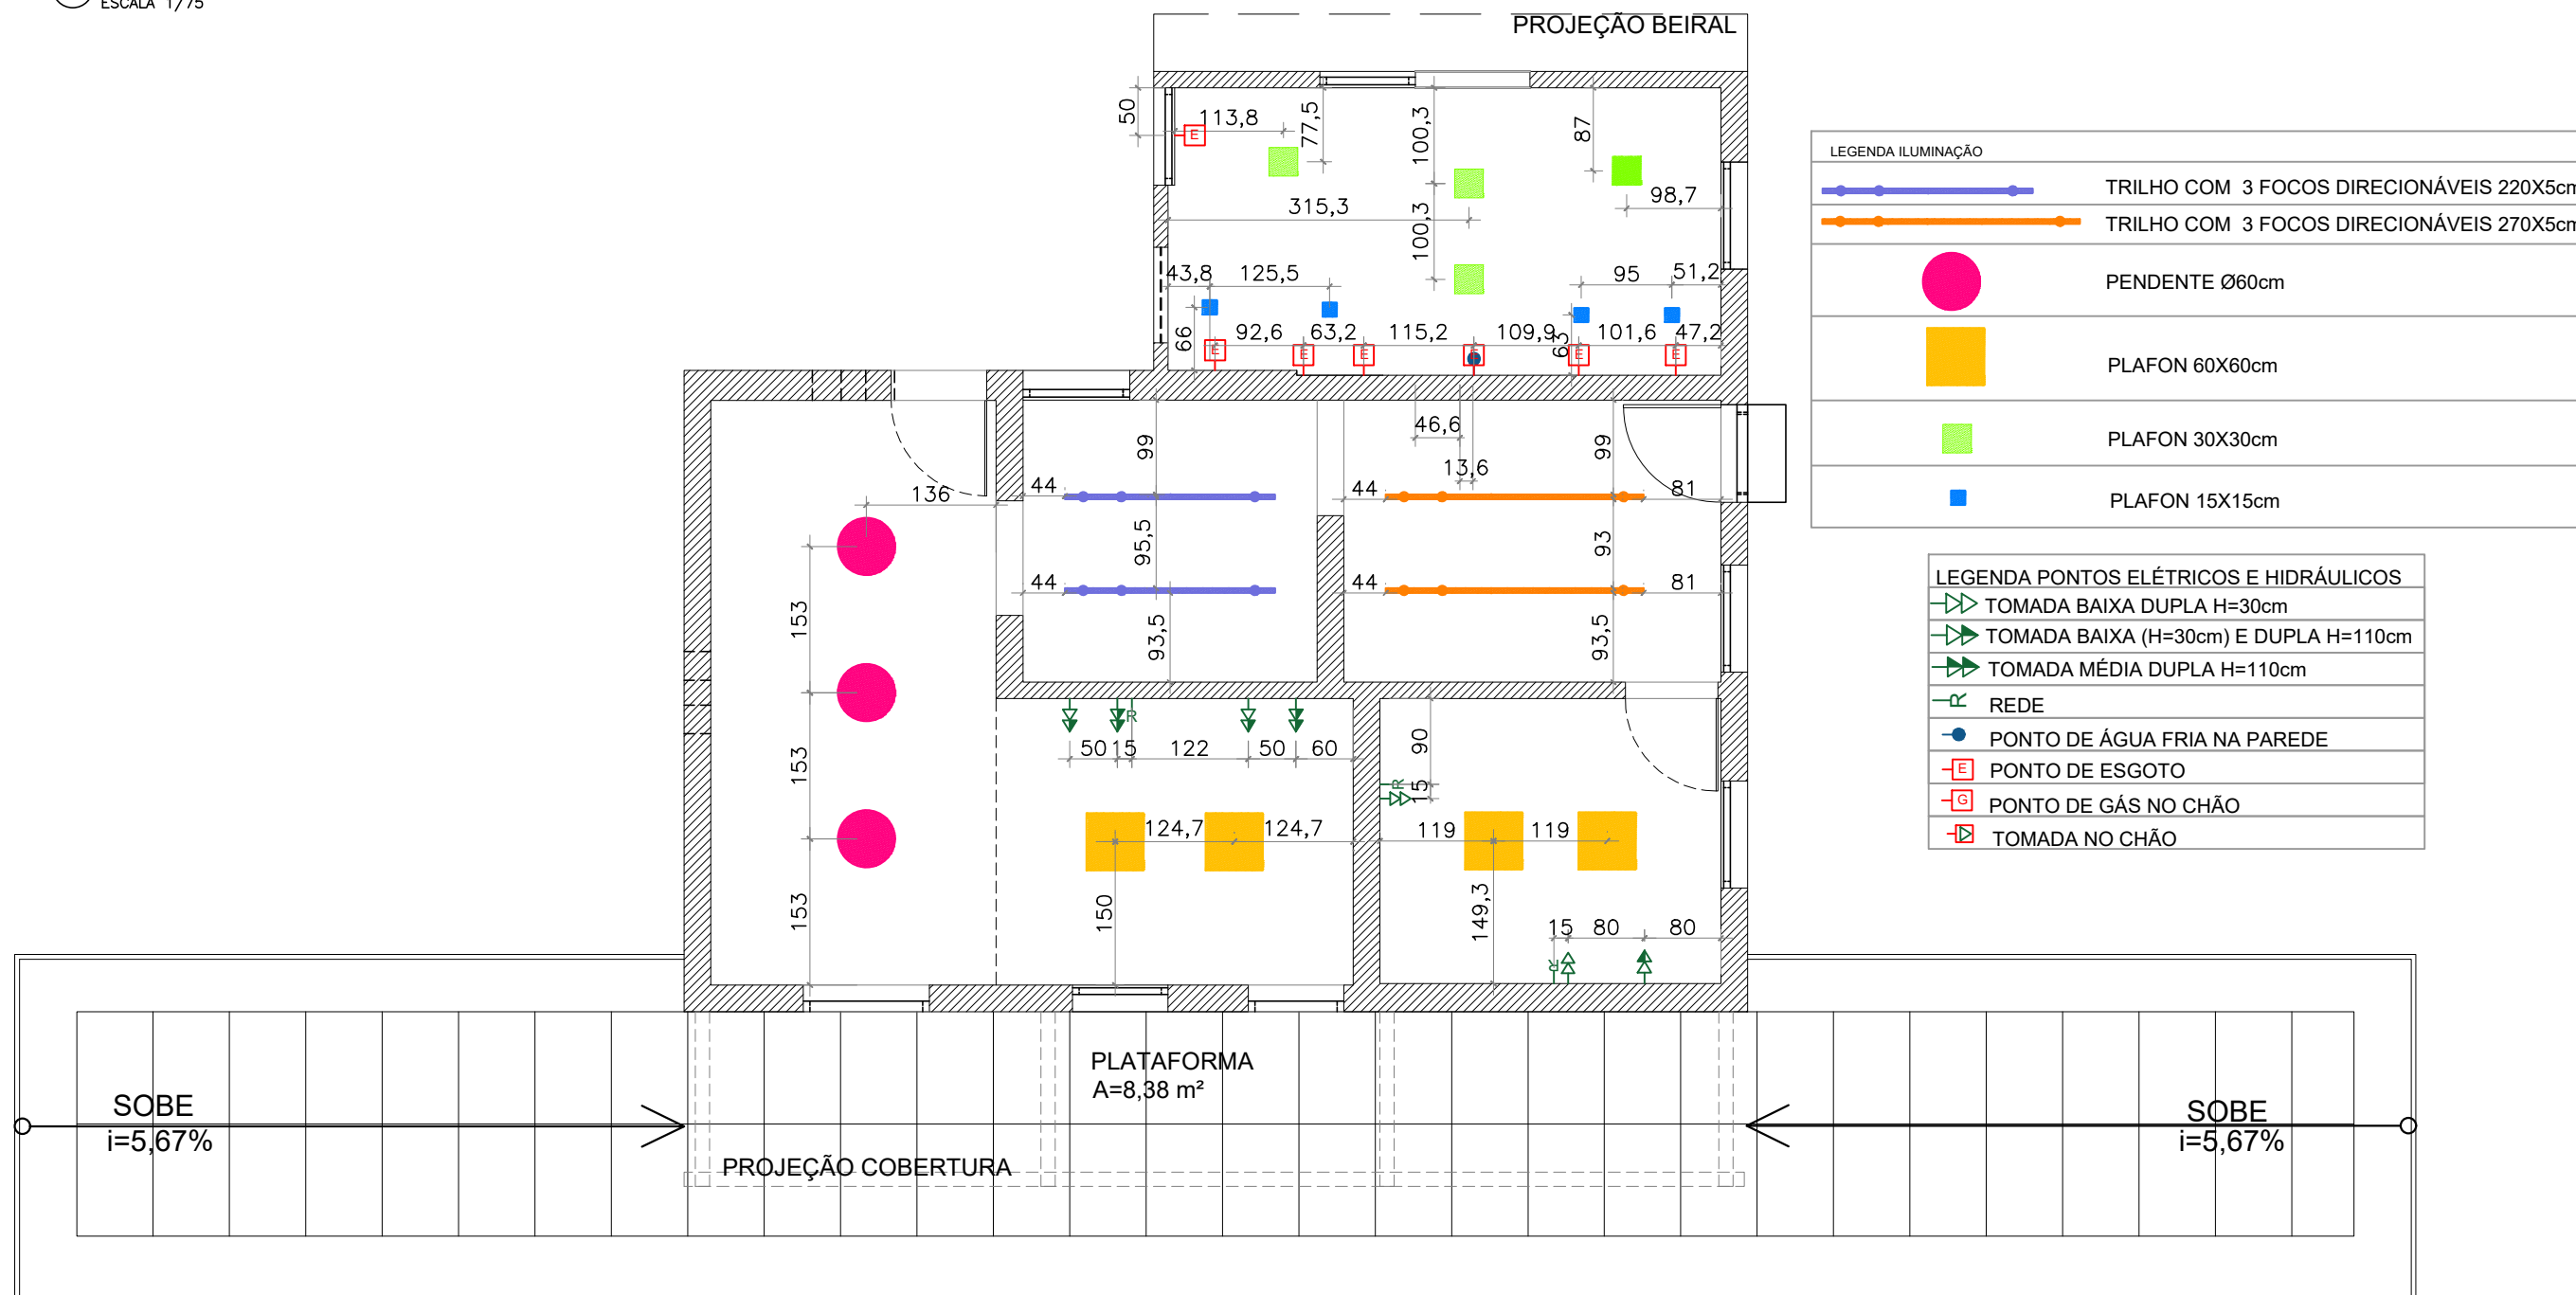 ESCALA 1/75
PROJEÇÃO BEIRAL
50
113,8
77,5
100,3
87
98,7
315,3
100,3
43,8
125,5
95
51,2
66
92,6
63,2
115,2
109,9
63
101,6
47,2
E
E
E
E
E
E
E
LEGENDA ILUMINAÇÃO
TRILHO COM 3 FOCOS DIRECIONÁVEIS 220X5cm
TRILHO COM 3 FOCOS DIRECIONÁVEIS 270X5cm
PENDENTE Ø60cm
PLAFON 60X60cm
PLAFON 30X30cm
PLAFON 15X15cm
99
46,6
99
13,6
136
44
44
81
95,5
93
44
44
81
153
93,5
93,5
LEGENDA PONTOS ELÉTRICOS E HIDRÁULICOS
TOMADA BAIXA DUPLA H=30cm
TOMADA BAIXA (H=30cm) E DUPLA H=110cm
TOMADA MÉDIA DUPLA H=110cm
R REDE
PONTO DE ÁGUA FRIA NA PAREDE
E PONTO DE ESGOTO
G PONTO DE GÁS NO CHÃO
TOMADA NO CHÃO
R
50
15
122
50
60
90
153
R
15
124,7
124,7
119
119
153
150
149,3
15
80
80
R
PLATAFORMA
A=8,38 m²
SOBE
i=5,67%
SOBE
i=5,67%
PROJEÇÃO COBERTURA